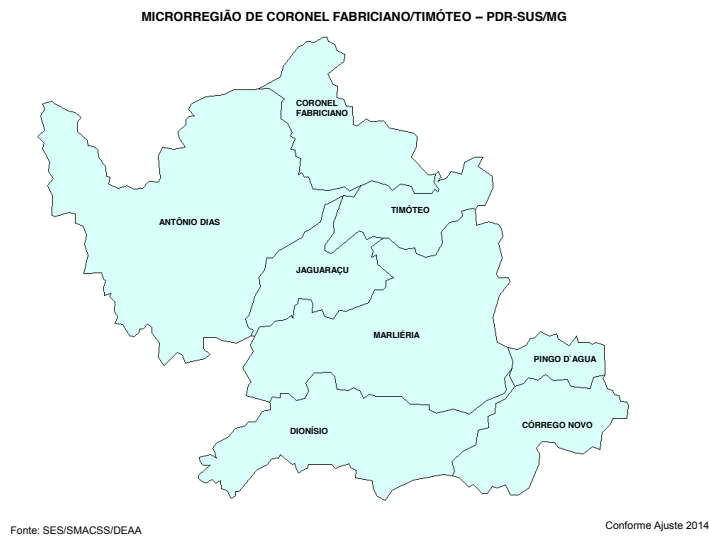 MICRORREGIÃO DE CORONEL FABRICIANO/TIMÓTEO – PDR-SUS/MG
CORONEL
FABRICIANO
ANTÔNIO DIAS
TIMÓTEO
JAGUARAÇU
MARLIÉRIA
PINGO D`AGUA
DIONÍSIO
CÓRREGO NOVO
Fonte: SES/SMACSS/DEAA
Conforme Ajuste 2014